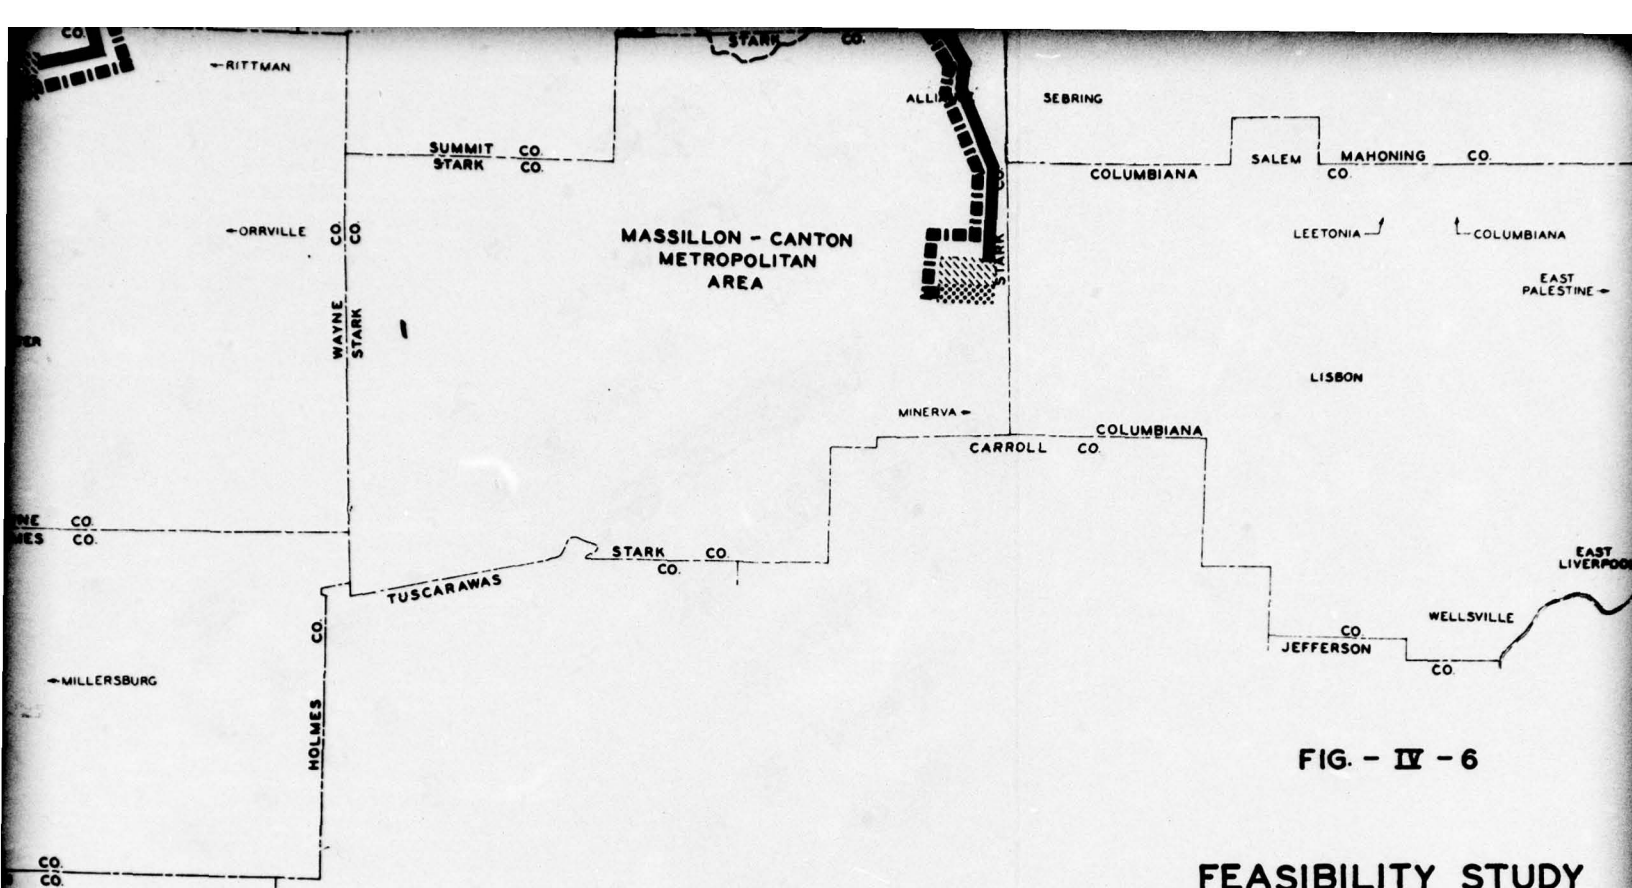 CO.
STARK CO.
←RITTMAN
SEBRING
SUMMIT CO.
STARK CO.
SALEM
MAHONING CO.
COLUMBIANA CO.
CO.
←ORRVILLE
CO.
CO.
MASSILLON - CANTON
METROPOLITAN
AREA
STARK
LEETONIA
COLUMBIANA
EAST
PALESTINE→
WAYNE
STARK
LISBON
MINERVA→
COLUMBIANA
CARROLL CO.
CO.
CO.
STARK CO.
CO.
TUSCARAWAS
EAST
LIVERPOOL
WELLSVILLE
CO.
CO.
JEFFERSON
CO.
←MILLERSBURG
HOLMES
FIG. - IV - 6
CO.
CO.
FEASIBILITY STUDY